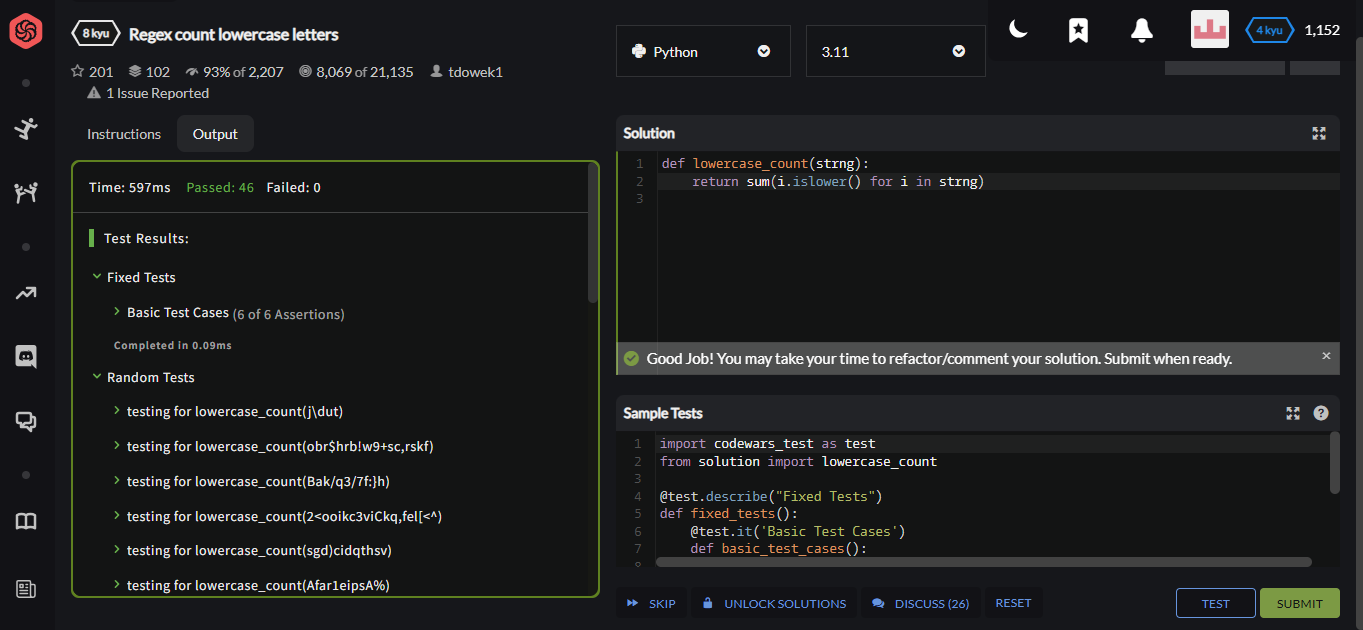 8 kyu Regex count lowercase letters
201 102 93% of 2,207 8,069 of 21,135 tdowek1
1 Issue Reported
Python
3.11
4 kyu 1,152
Instructions Output
Time: 597ms Passed: 46 Failed: 0
Test Results:
Fixed Tests
Basic Test Cases (6 of 6 Assertions)
Completed in 0.09ms
Random Tests
testing for lowercase_count(j\dut)
testing for lowercase_count(obr$hrb!w9+sc,rskf)
testing for lowercase_count(Bak/q3/7f:}h)
testing for lowercase_count(2<ooikc3viCkq,fel[<^)
testing for lowercase_count(sgd)cidqthsv)
testing for lowercase_count(Afar1eipsA%)
Solution
1 def lowercase_count(strng):
2     return sum(i.islower() for i in strng)
3
Good Job! You may take your time to refactor/comment your solution. Submit when ready. ×
Sample Tests ?
1 import codewars_test as test
2 from solution import lowercase_count
3
4 @test.describe("Fixed Tests")
5 def fixed_tests():
6     @test.it('Basic Test Cases')
7     def basic_test_cases():
SKIP UNLOCK SOLUTIONS DISCUSS (26) RESET TEST SUBMIT